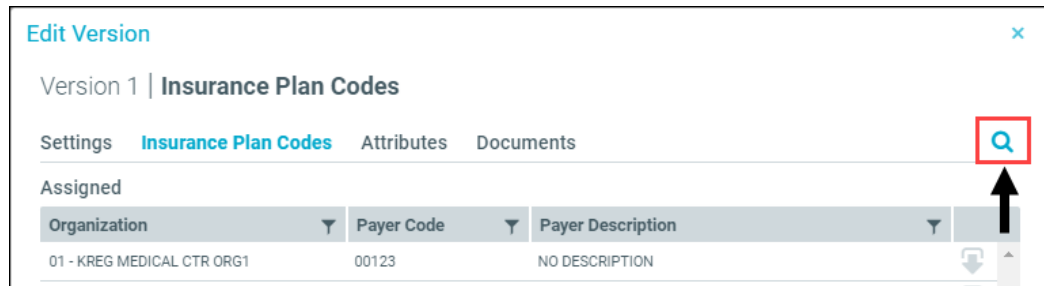 Edit Version ×
Version 1 | Insurance Plan Codes
Settings Insurance Plan Codes Attributes Documents
Assigned
Organization Payer Code Payer Description
01 - KREG MEDICAL CTR ORG1 00123 NO DESCRIPTION